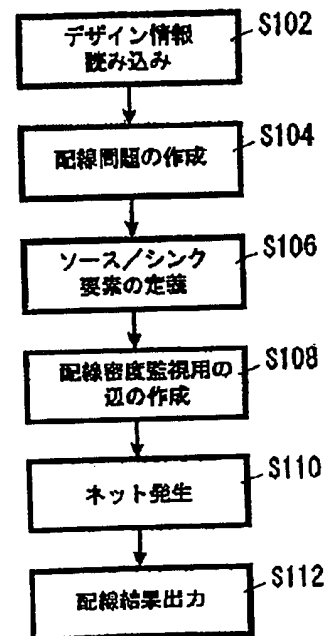 デザイン情報
読み込み
S102
配線問題の作成
S104
ソース/シンク
要素の定義
S106
配線密度監視用の
辺の作成
S108
ネット発生
S110
配線結果出力
S112